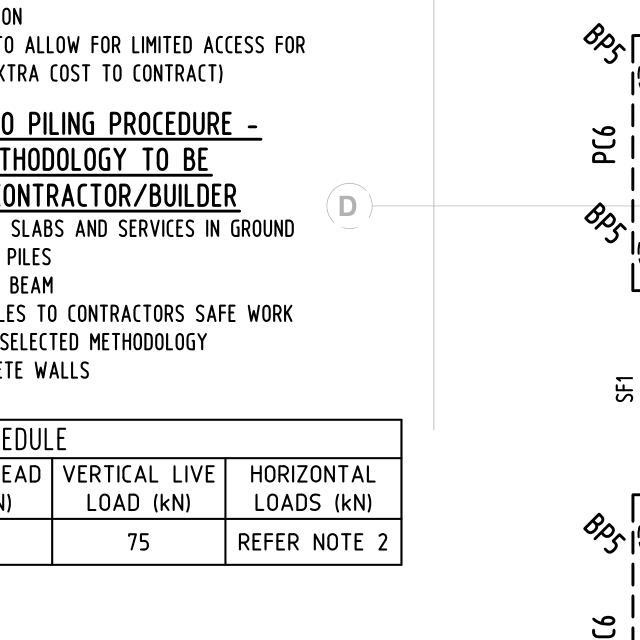 ON
TO ALLOW FOR LIMITED ACCESS FOR
XTRA COST TO CONTRACT)
O PILING PROCEDURE -
THODOLOGY TO BE
CONTRACTOR/BUILDER
SLABS AND SERVICES IN GROUND
PILES
BEAM
LES TO CONTRACTORS SAFE WORK
SELECTED METHODOLOGY
ETE WALLS
EDULE
EAD VERTICAL LIVE HORIZONTAL
N) LOAD (kN) LOADS (kN)
75 REFER NOTE 2
D
BP5
PC6
BP5
SF1
BP5
C6